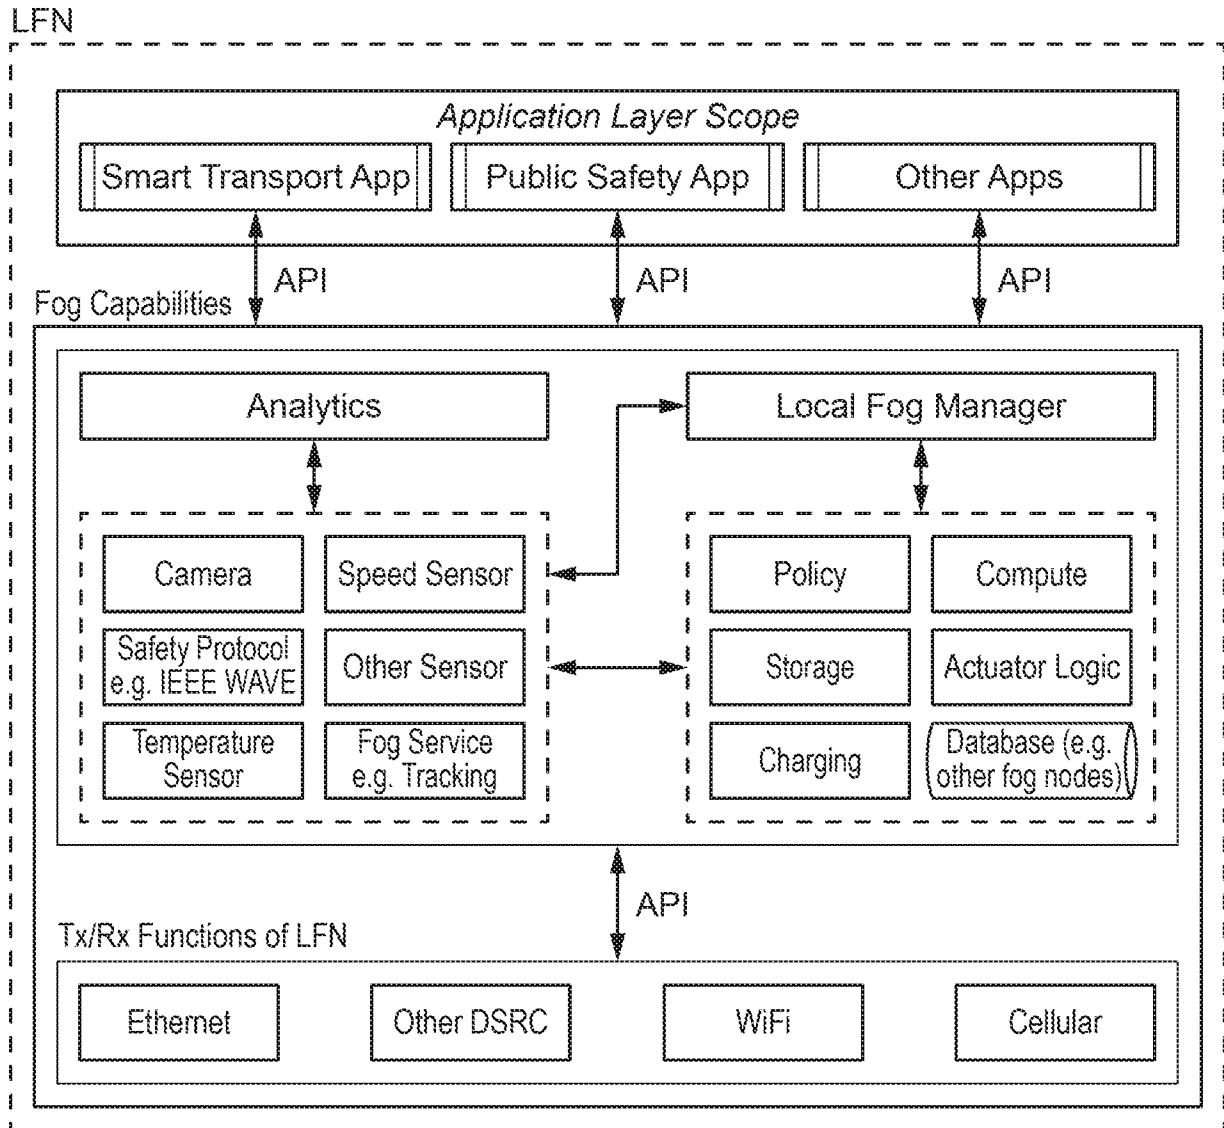 LFN
Application Layer Scope
Smart Transport App
Public Safety App
Other Apps
API
API
API
Fog Capabilities
Analytics
Local Fog Manager
Camera
Speed Sensor
Safety Protocol
e.g. IEEE WAVE
Other Sensor
Temperature
Sensor
Fog Service
e.g. Tracking
Policy
Compute
Storage
Actuator Logic
Charging
Database (e.g.
other fog nodes)
API
Tx/Rx Functions of LFN
Ethernet
Other DSRC
WiFi
Cellular